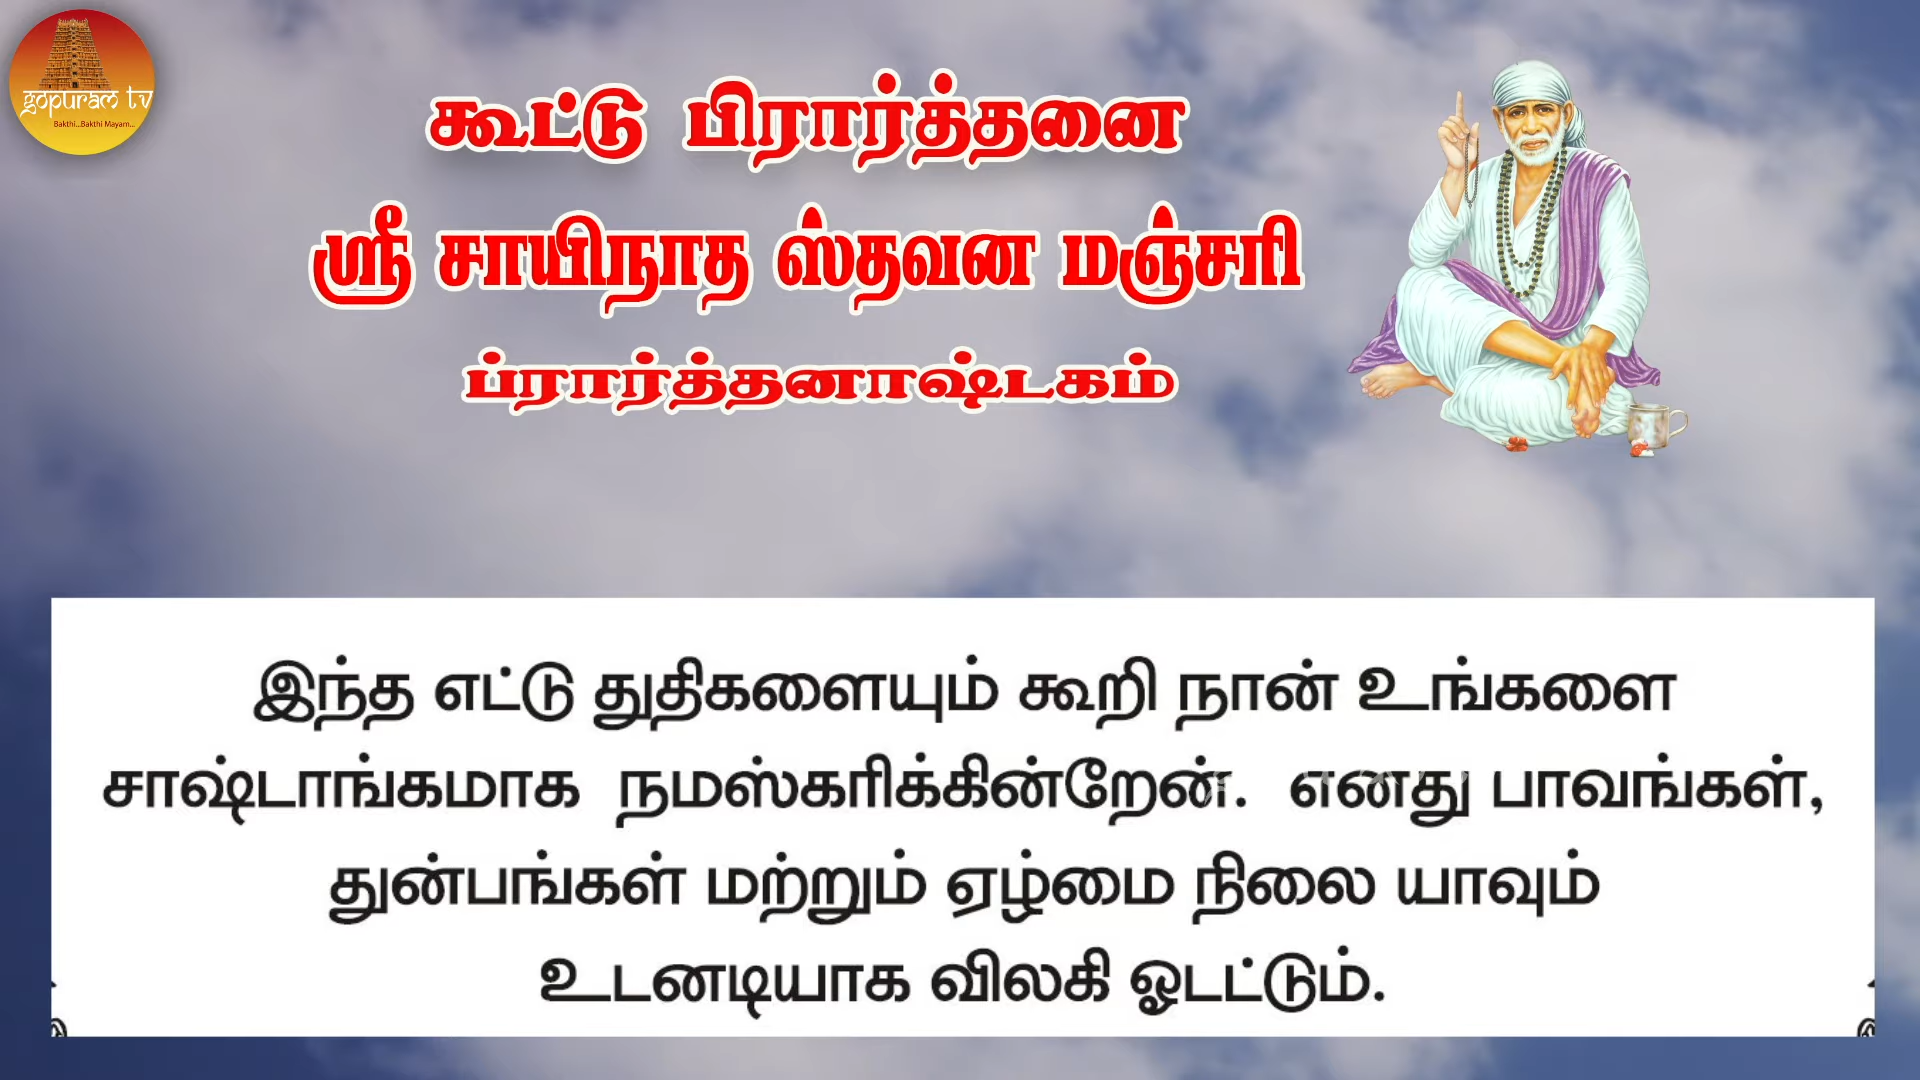 gopuram tv
Bakthi...Bakthi Mayam...
கூட்டு பிரார்த்தனை
ஸ்ரீ சாயிநாத ஸ்தவன மஞ்சரி
ப்ரார்த்தனாஷ்டகம்
இந்த எட்டு துதிகளையும் கூறி நான் உங்களை
சாஷ்டாங்கமாக நமஸ்கரிக்கின்றேன். எனது பாவங்கள்,
துன்பங்கள் மற்றும் ஏழ்மை நிலை யாவும்
உடனடியாக விலகி ஓடட்டும்.